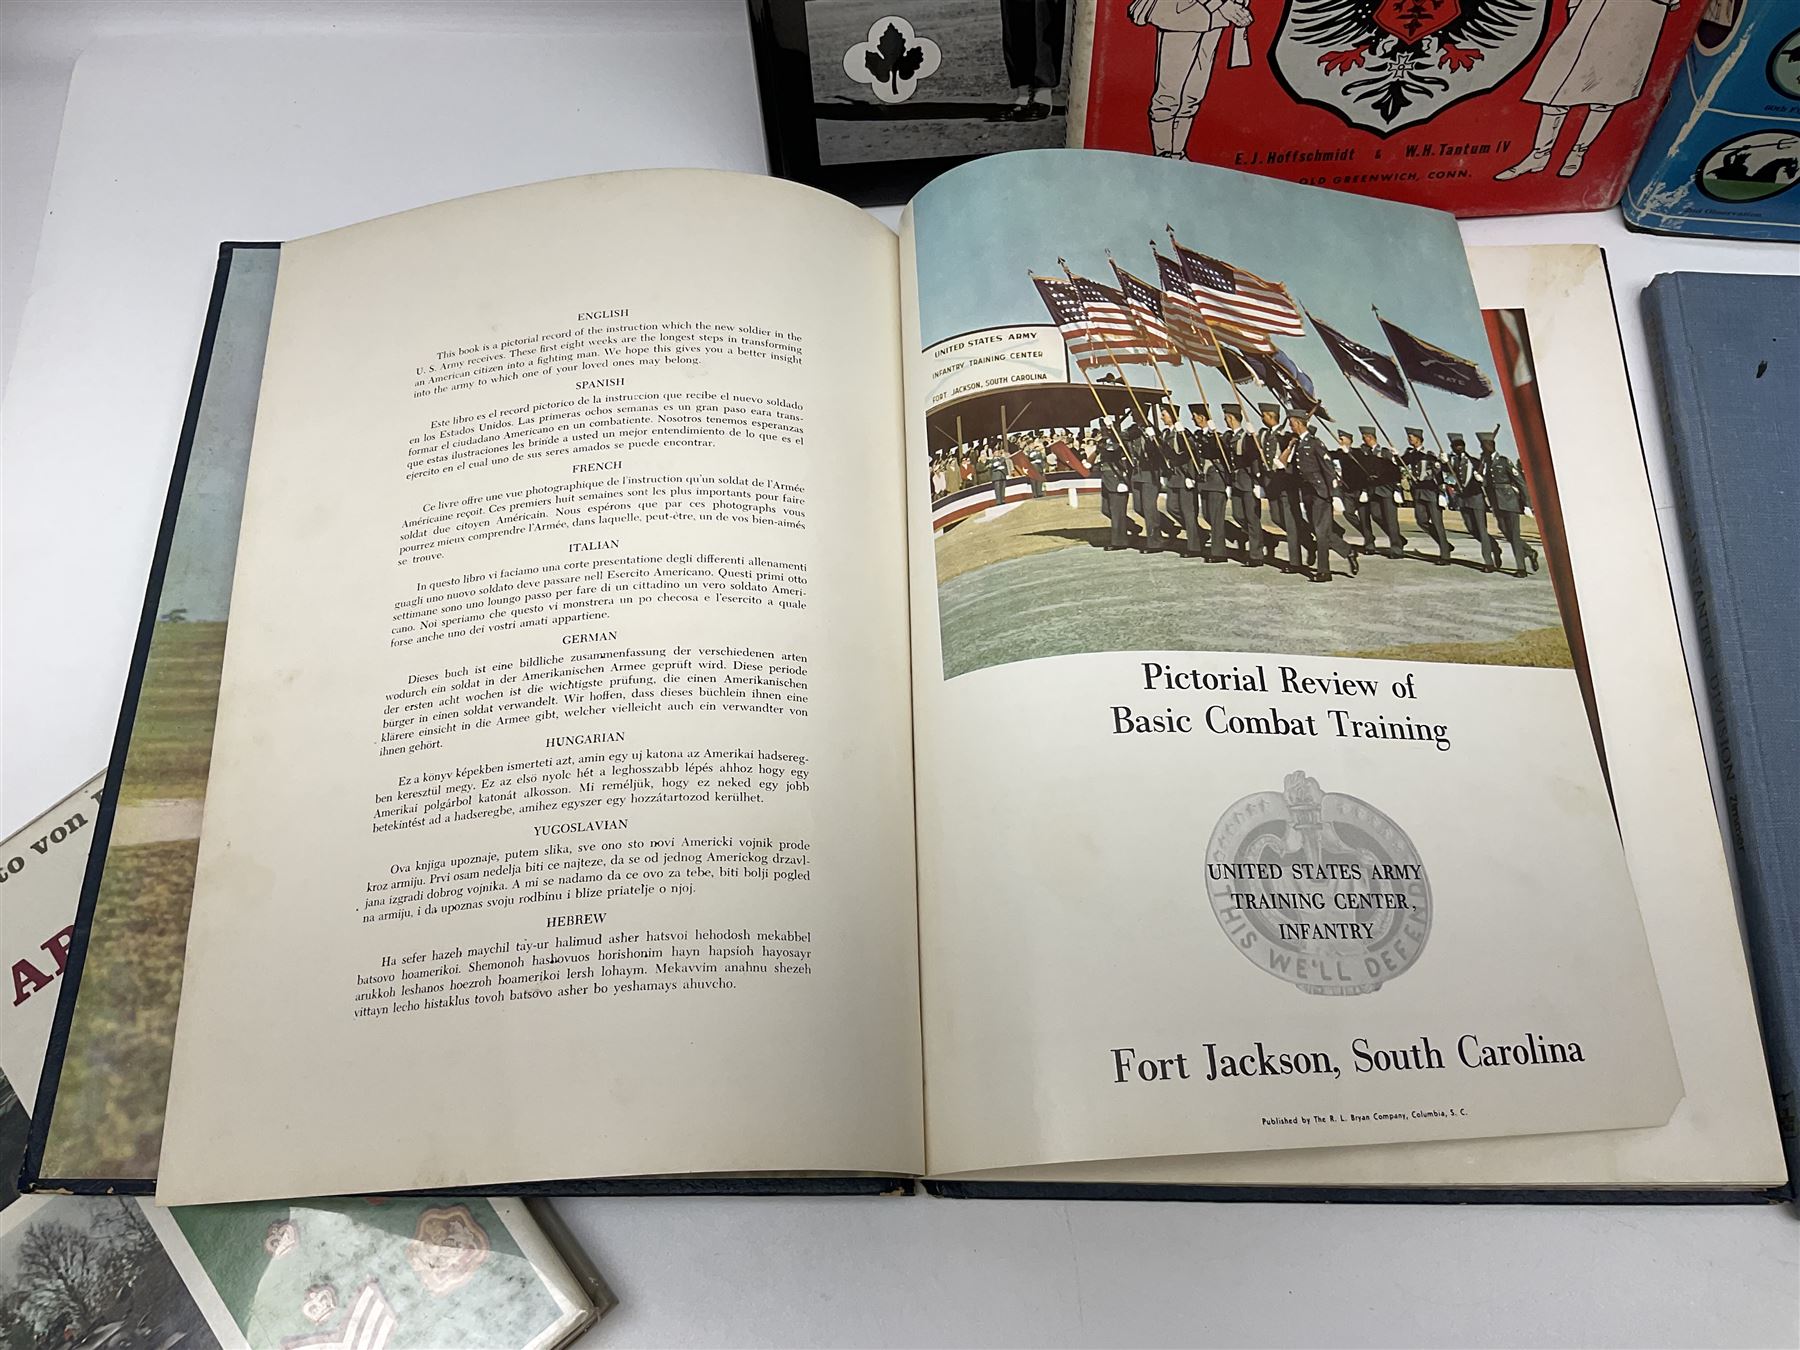 E.J. Hoffschmidt & W.H. Tantum IV
OLD GREENWICH, CONN.
ENGLISH
This book is a pictorial record of the instruction which the new soldier in the
U. S. Army receives. These first eight weeks are the longest steps in transforming
an American citizen into a fighting man. We hope this gives you a better insight
into the army to which one of your loved ones may belong.
SPANISH
Este libro es el record pictorico de la instruccion que recibe el nuevo soldado
en los Estados Unidos. Las primeras ochos semanas es un gran paso eara trans-
formar el ciudadano Americano en un combatiente. Nosotros tenemos esperanzas
que estas ilustraciones les brinde a usted un mejor entendimiento de lo que es el
ejercito en el cual uno de sus seres amados se puede encontrar.
FRENCH
Ce livre offre une vue photographique de l'instruction qu'un soldat de l'Armée
Américaine reçoit. Ces premiers huit semaines sont les plus importants pour faire
soldat due citoyen Américain. Nous espérons que par ces photographs vous
pourrez mieux comprendre l'Armée, dans laquelle, peut-etre, un de vos bien-aimés
se trouve.
ITALIAN
In questo libro vi faciamo una corte presentatione degli differenti allenamenti
guagli uno nuovo soldato deve passare nell Esercito Americano. Questi primi otto
settimane sono uno loungo passo per fare di un cittadino un vero soldato Ameri-
cano. Noi speriamo che questo vi monstrera un po checosa e l'esercito a quale
forse anche uno dei vostri amati appartiene.
GERMAN
Dieses buch ist eine bildliche zusammenfassung der verschiedenen arten
wodurch ein soldat in der Amerikanischen Armee geprüft wird. Diese periode
der ersten acht wochen ist die wichtigste prüfung, die einen Amerikanischen
bürger in einen soldat verwandelt. Wir hoffen, dass dieses büchlein ihnen eine
klärere einsicht in die Armee gibt, welcher vielleicht auch ein verwandter von
ihnen gehört.
HUNGARIAN
Ez a könyv képekben ismerteti azt, amin egy uj katona az Amerikai hadsereg-
ben keresztül megy. Ez az elsö nyolc hét a leghosszabb lépés ahhoz hogy egy
Amerikai polgárbol katonát alkosson. Mi reméljük, hogy ez neked egy jobb
betekintést ad a hadseregbe, amihez egyszer egy hozzátartozod kerülhet.
YUGOSLAVIAN
Ova knjiga upoznaje, putem slika, sve ono sto novi Americki vojnik prode
kroz armiju. Prvi osam nedelja biti ce najteze, da se od jednog Americkog drzavl-
jana izgradi dobrog vojnika. A mi se nadamo da ce ovo za tebe, biti bolji pogled
na armiju, i da upoznas svoju rodbinu i blize priatelje o njoj.
HEBREW
Ha sefer hazeh maychil tay-ur halimud asher hatsvoi hehodosh mekabbel
batsovo hoamerikoi. Shemonoh hashovuos horishonim hayn hapsioh hayosayr
arukkoh leshanos hoezroh hoamerikoi lersh lohaym. Mekavvim anahnu shezeh
vittayn lecho histaklus tovoh batsovo asher bo yeshamays ahuvcho.
UNITED STATES ARMY
INFANTRY TRAINING CENTER
FORT JACKSON, SOUTH CAROLINA
Pictorial Review of
Basic Combat Training
UNITED STATES ARMY
TRAINING CENTER,
INFANTRY
THIS WE'LL DEFEND
Fort Jackson, South Carolina
Published by The R. L. Bryan Company, Columbia, S. C.
INFANTRY DIVISION Zimmer
to von